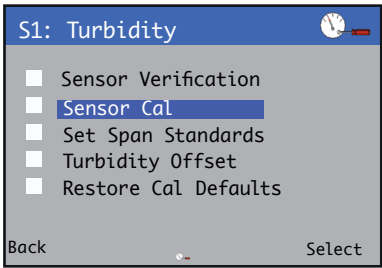 S1: Turbidity
Sensor Verification
Sensor Cal
Set Span Standards
Turbidity Offset
Restore Cal Defaults
Back Select